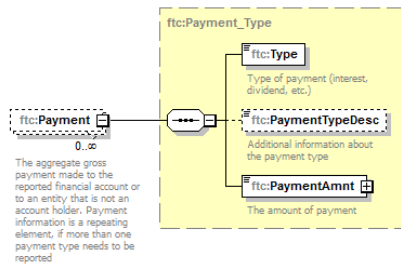 ftc:Payment_Type
ftc:Type
Type of payment (interest,
dividend, etc.)
ftc:Payment
0..∞
The aggregate gross
payment made to the
reported financial account or
to an entity that is not an
account holder. Payment
information is a repeating
element, if more than one
payment type needs to be
reported
ftc:PaymentTypeDesc
Additional information about
the payment type
ftc:PaymentAmnt
The amount of payment